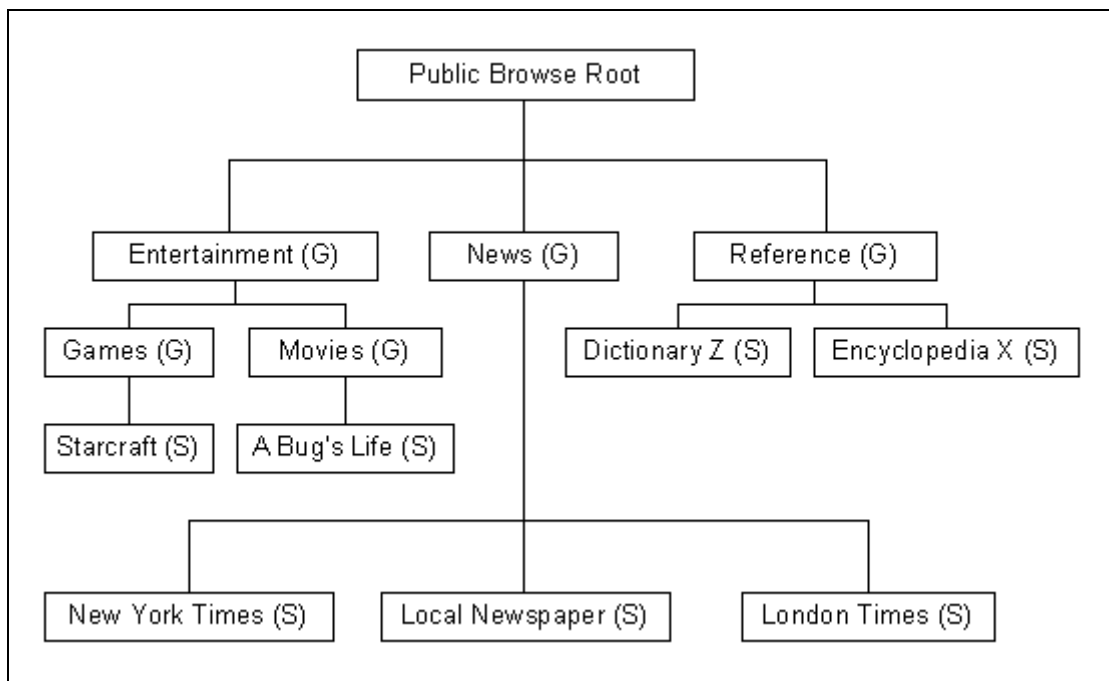 Public Browse Root
Entertainment (G)
News (G)
Reference (G)
Games (G)
Movies (G)
Dictionary Z (S)
Encyclopedia X (S)
Starcraft (S)
A Bug's Life (S)
New York Times (S)
Local Newspaper (S)
London Times (S)